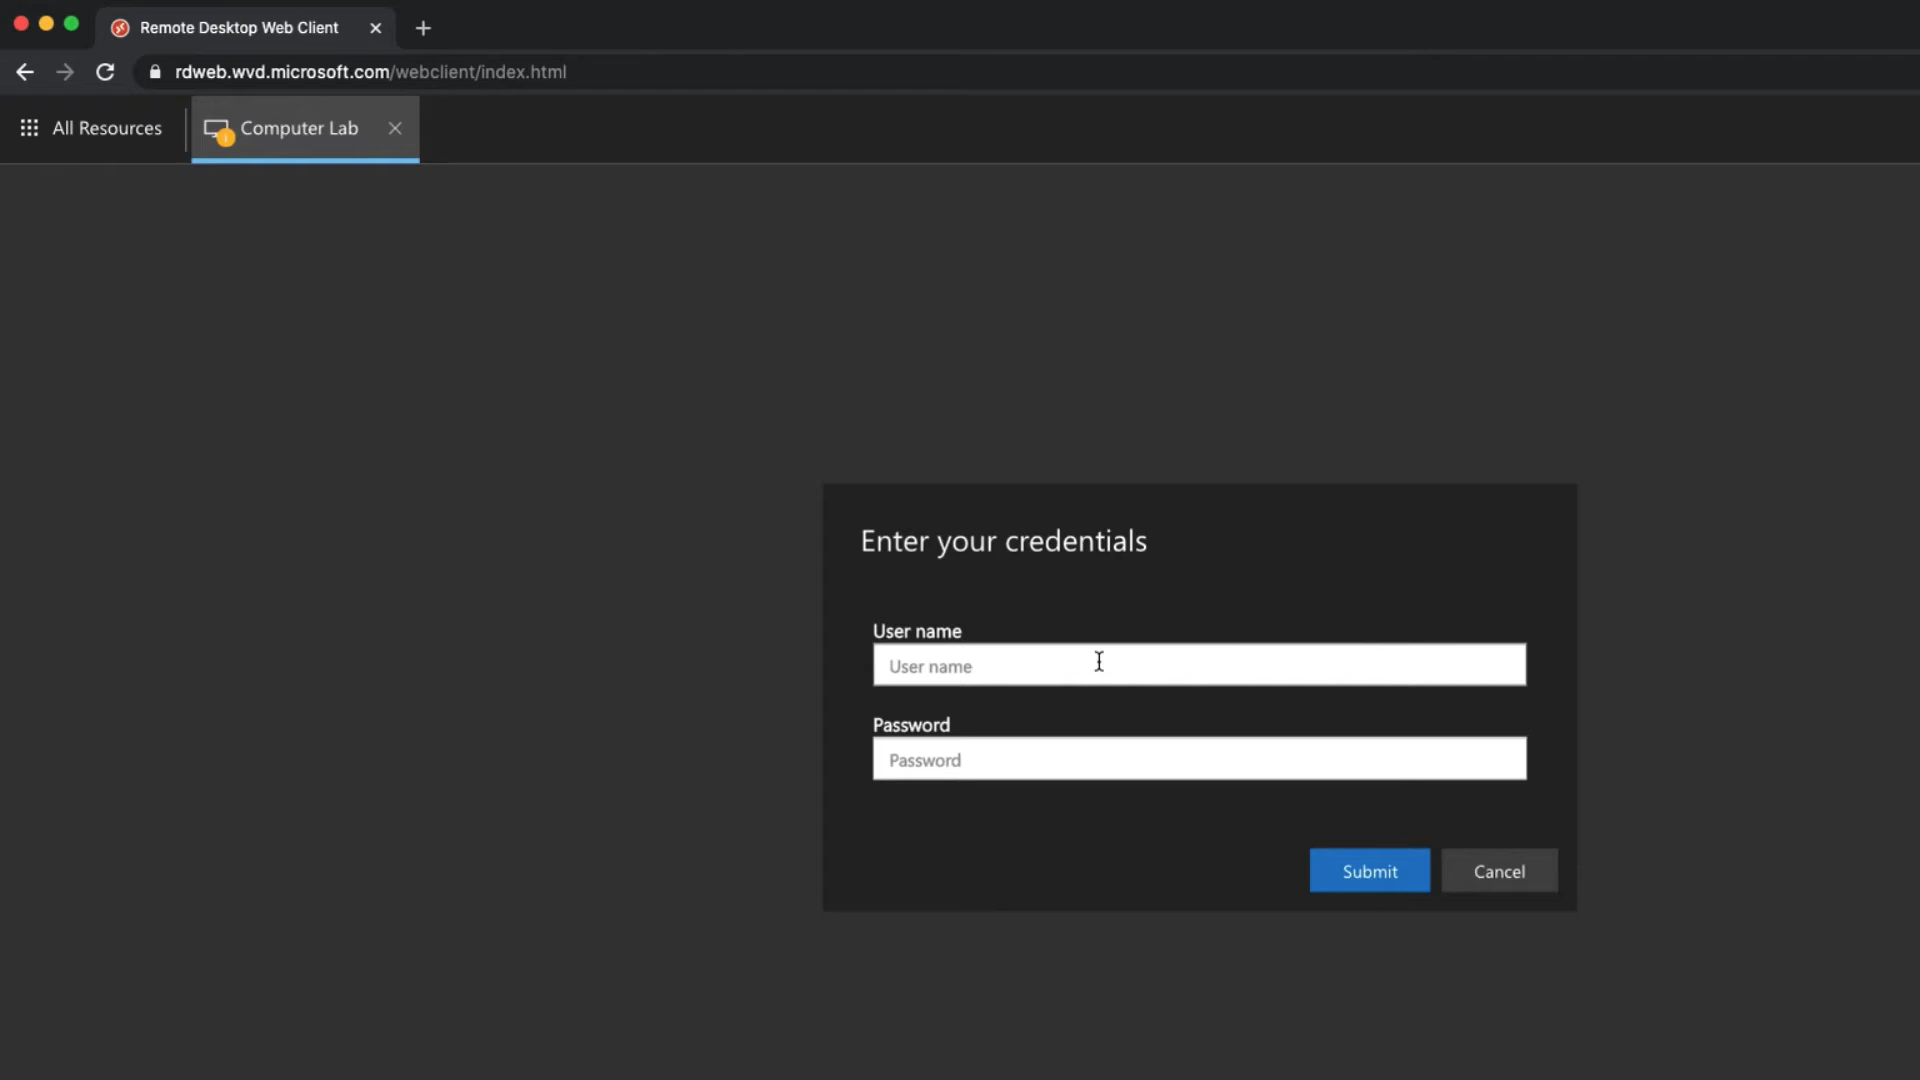 Remote Desktop Web Client
rdweb.wvd.microsoft.com/webclient/index.html
All Resources
Computer Lab
Enter your credentials
User name
User name
Password
Password
Submit
Cancel